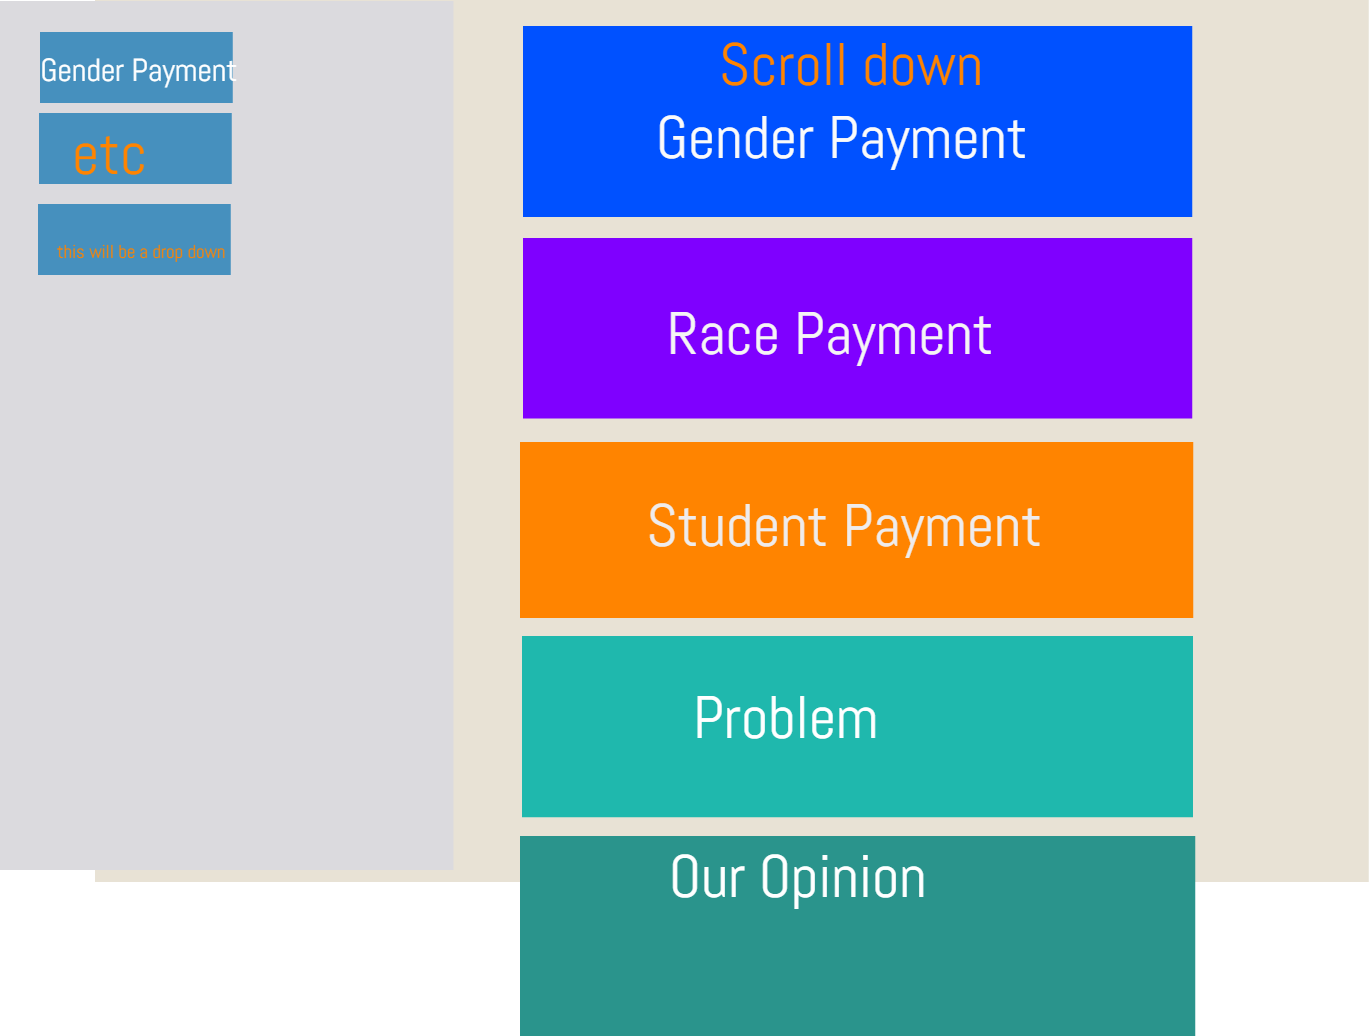 Gender Payment
etc
this will be a drop down
Scroll down
Gender Payment
Race Payment
Student Payment
Problem
Our Opinion